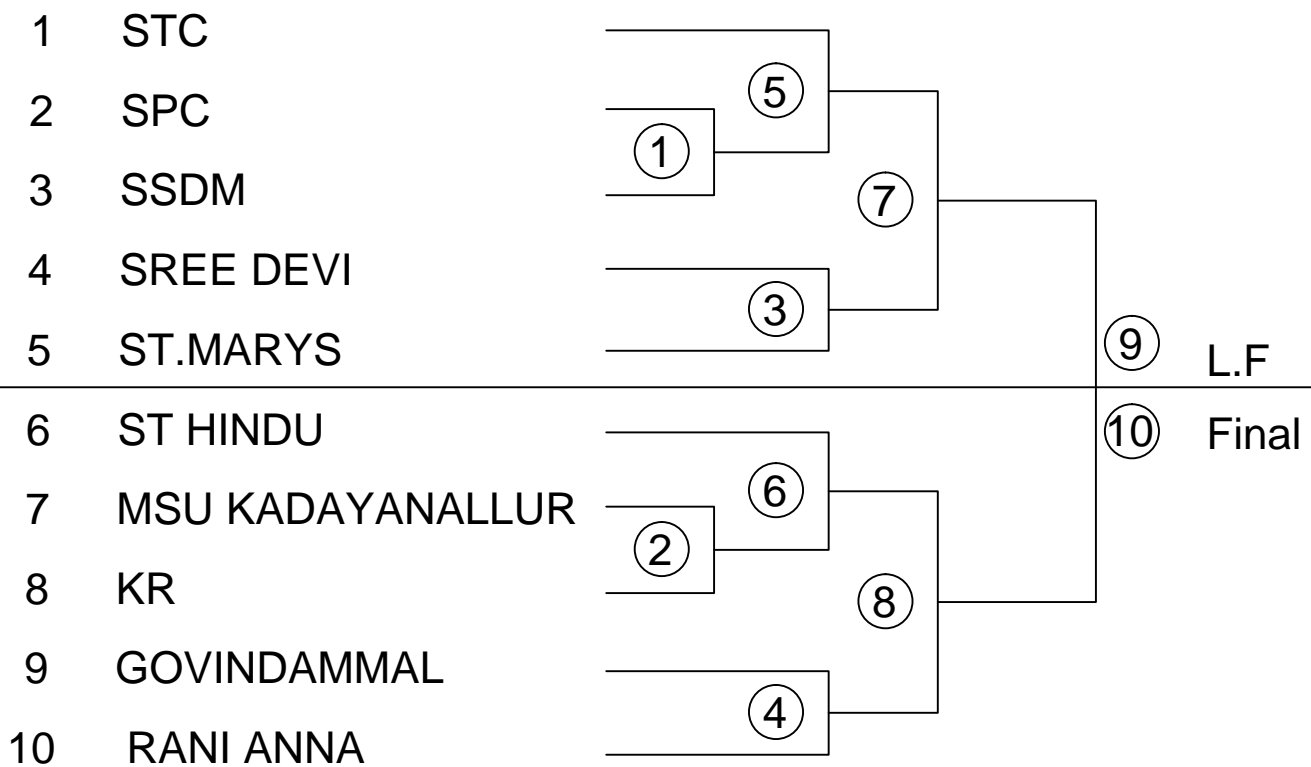 1 STC
2 SPC
3 SSDM
4 SREE DEVI
5 ST.MARYS
6 ST HINDU
7 MSU KADAYANALLUR
8 KR
9 GOVINDAMMAL
10 RANI ANNA
1
2
5
3
6
4
7
8
9 L.F
10 Final